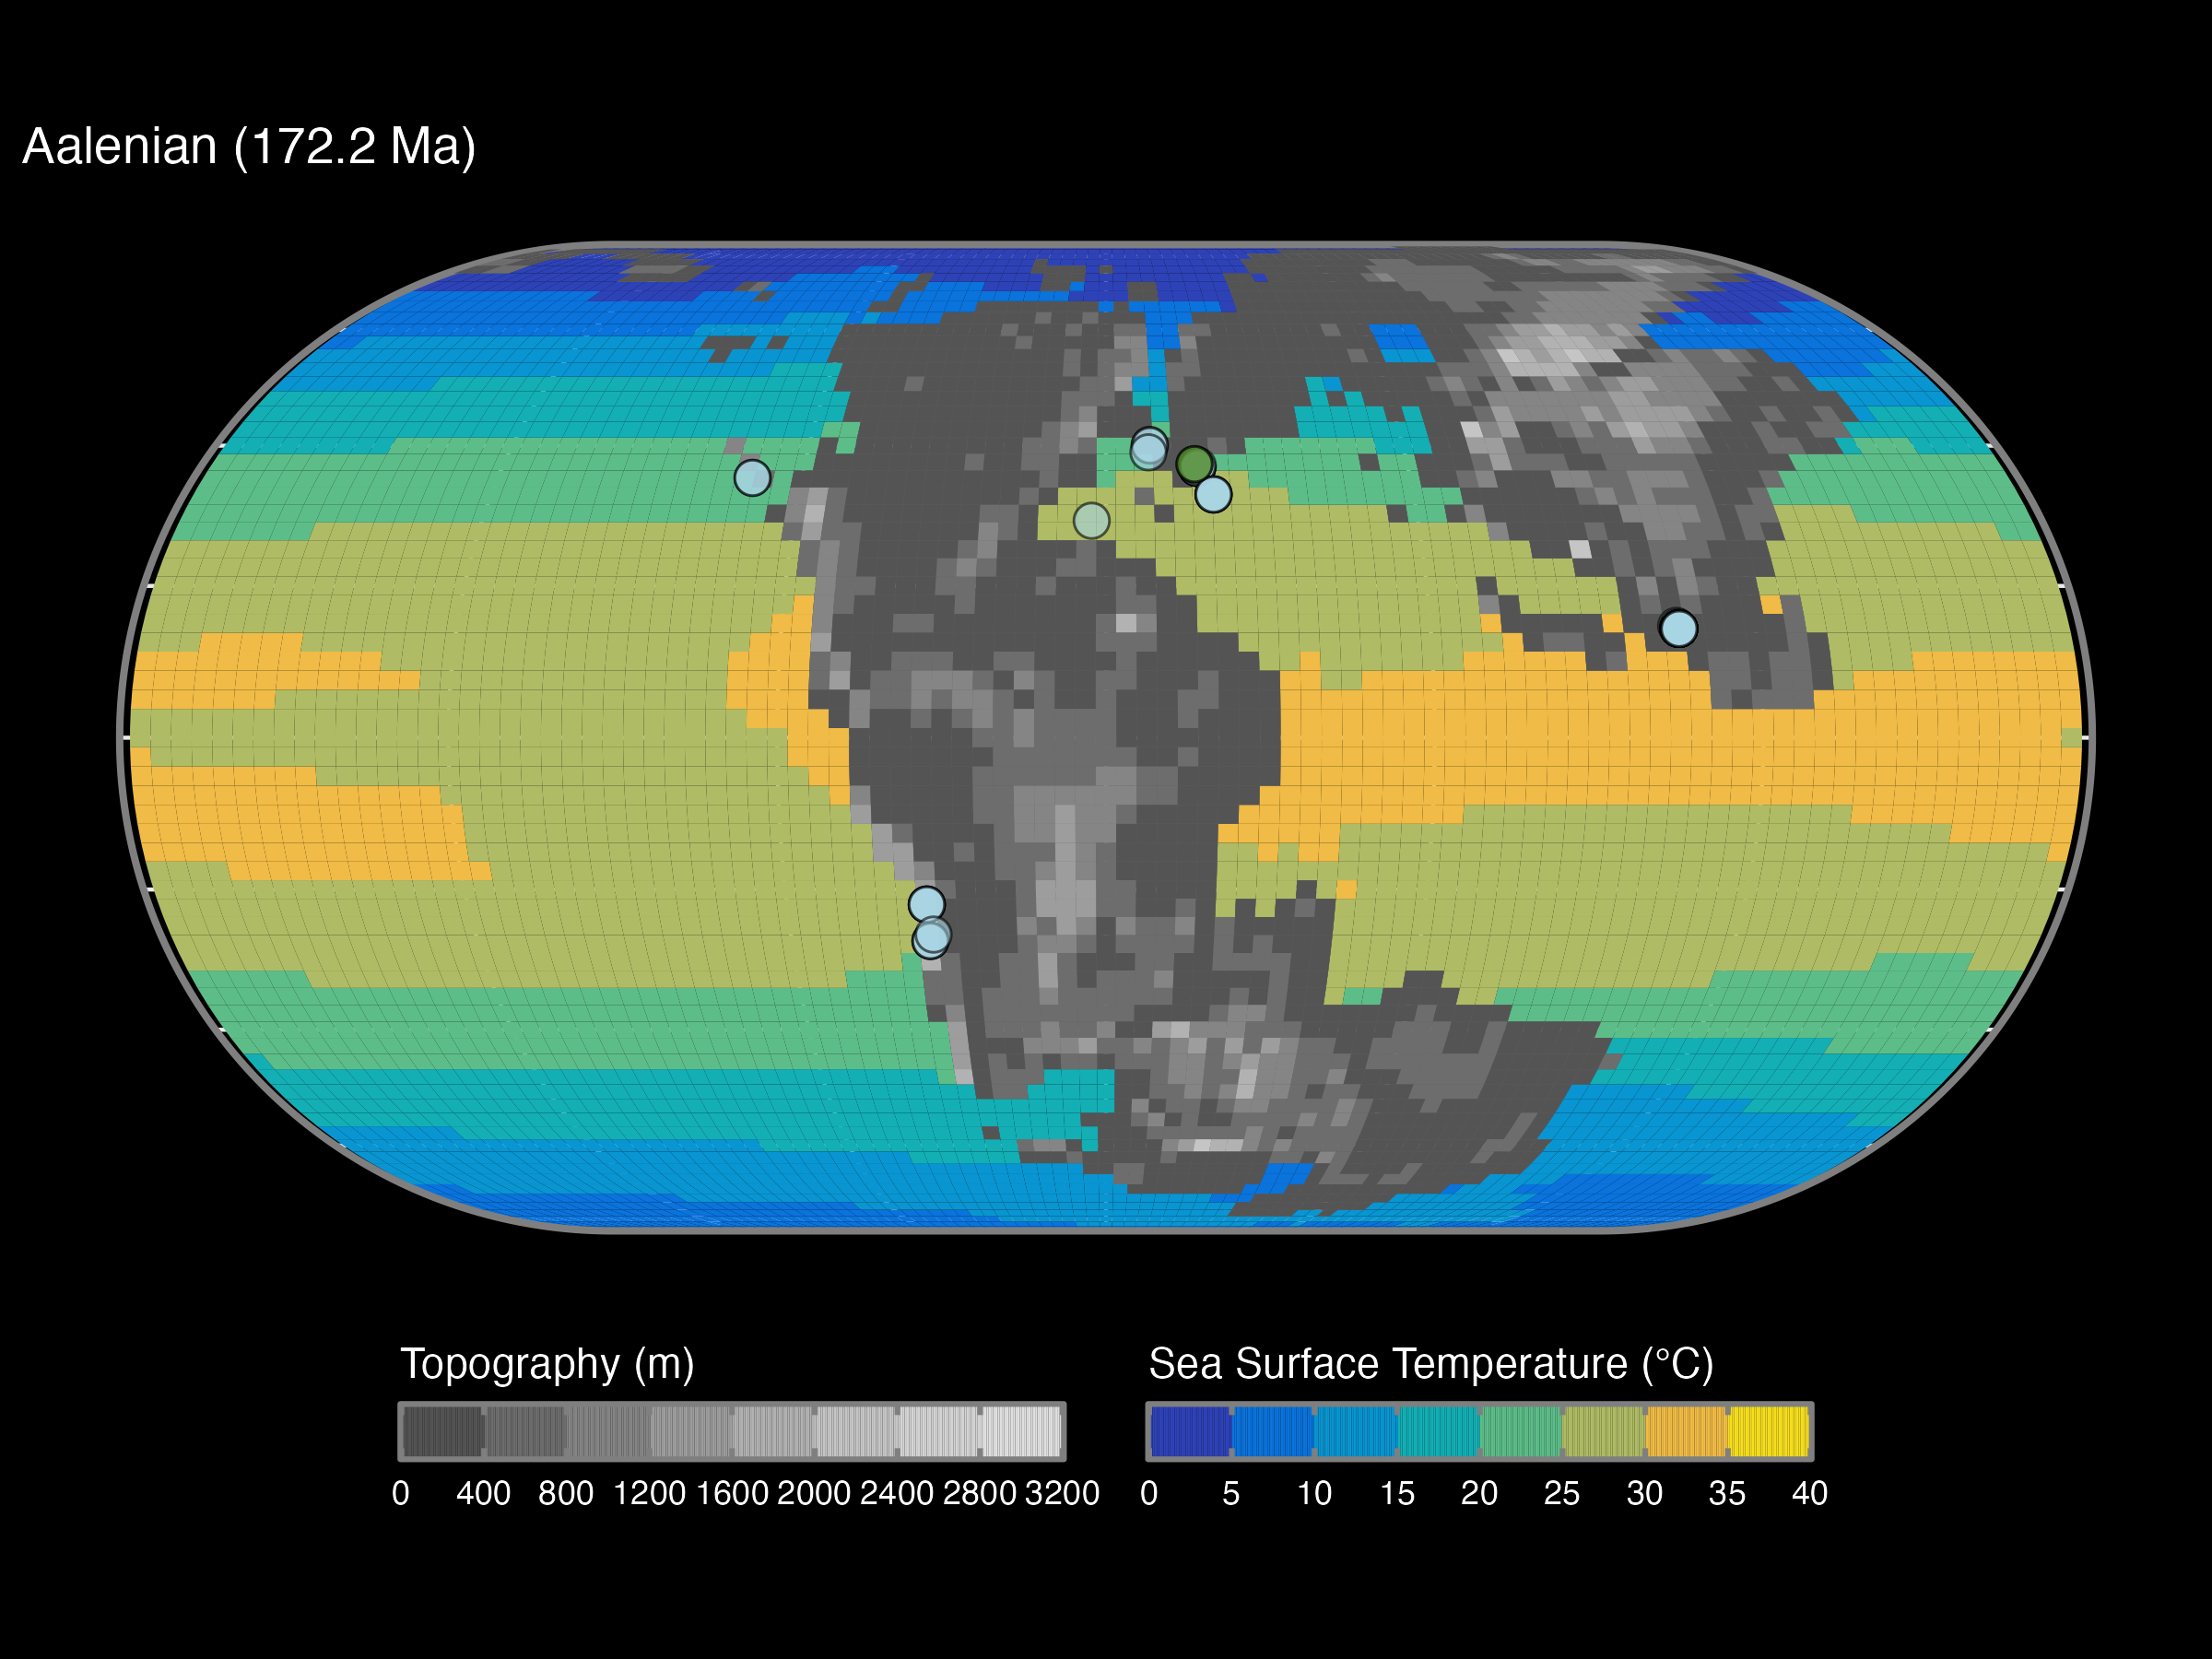 Aalenian (172.2 Ma)
Topography (m)
0 400 800 1200 1600 2000 2400 2800 3200
Sea Surface Temperature (°C)
0 5 10 15 20 25 30 35 40